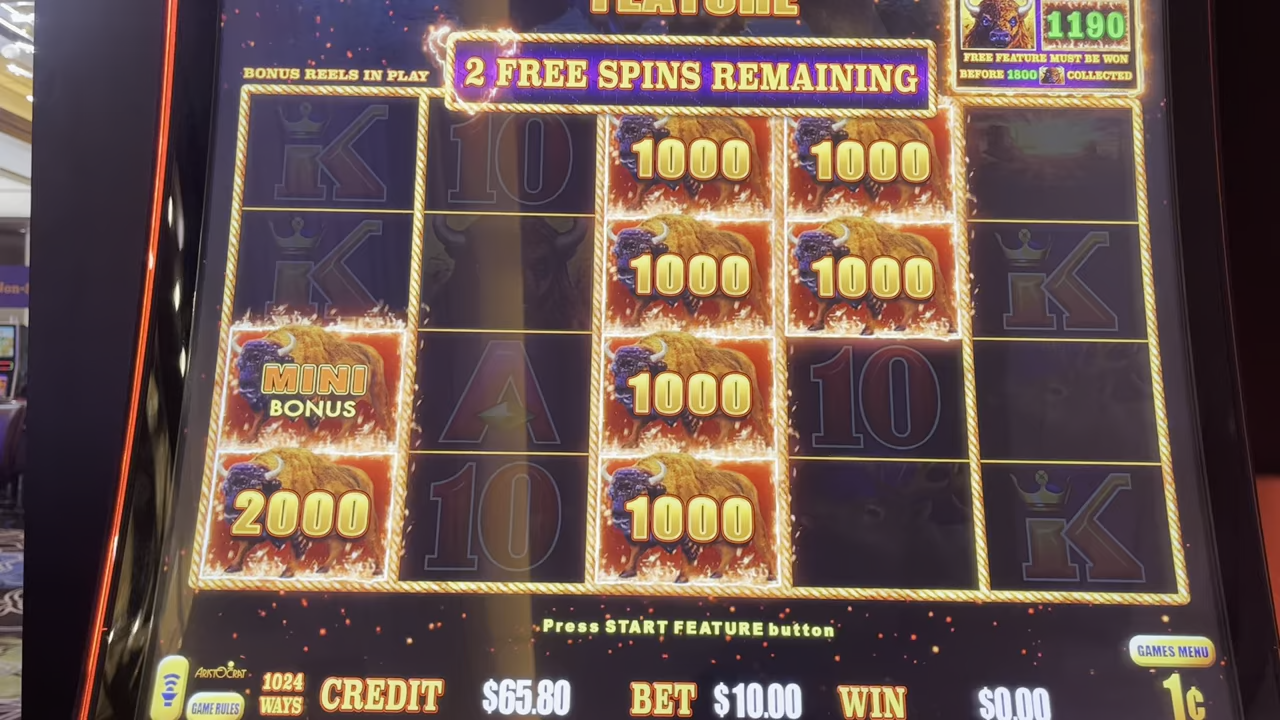 FEATURE
1190
FREE FEATURE MUST BE WON
BEFORE 1800 COLLECTED
BONUS REELS IN PLAY
2 FREE SPINS REMAINING
K 10 1000 1000
K 1000 1000 K
MINI BONUS A 1000 10
2000 10 1000 K
Press START FEATURE button
GAMES MENU
ARISTOCRAT
GAME RULES
1024 WAYS
CREDIT $65.80 BET $10.00 WIN $0.00
1¢